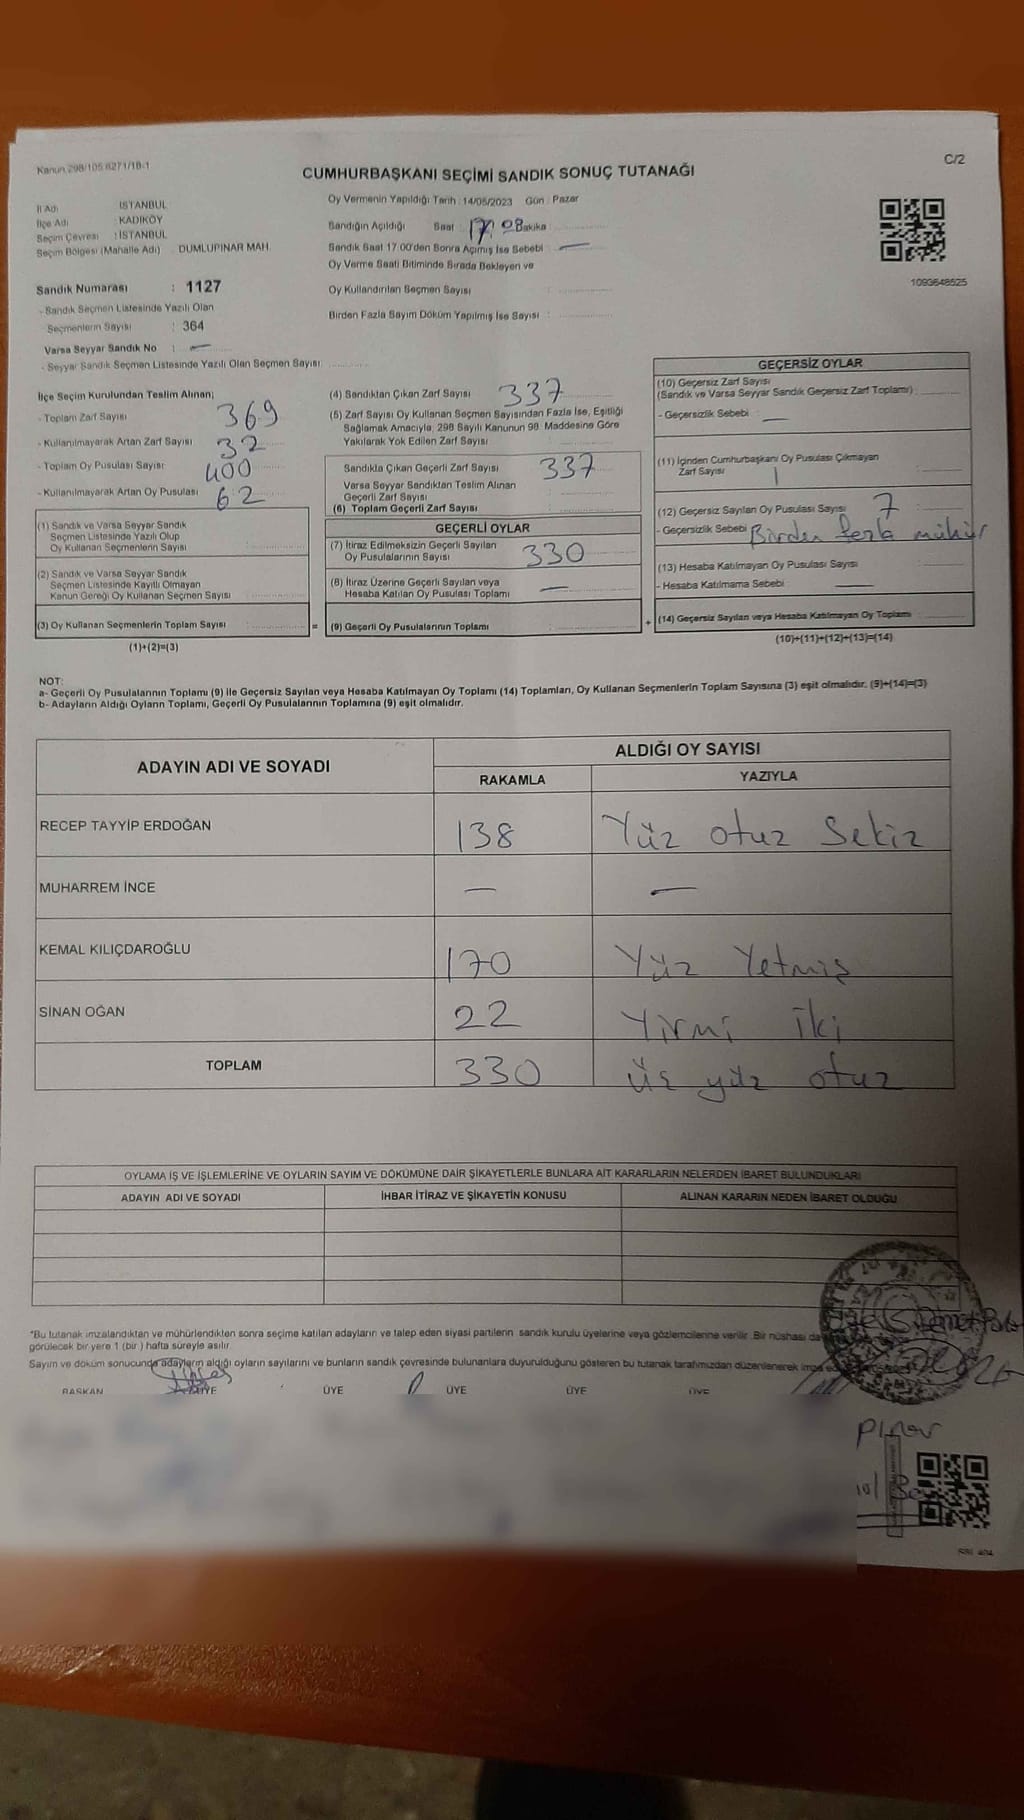 Kanun 298/105 6271/18-1
C/2
CUMHURBAŞKANI SEÇİMİ SANDIK SONUÇ TUTANAĞI
İl Adı : İSTANBUL
İlçe Adı : KADIKÖY
Seçim Çevresi : İSTANBUL
Seçim Bölgesi (Mahalle Adı) : DUMLUPINAR MAH.
Sandık Numarası : 1127
- Sandık Seçmen Listesinde Yazılı Olan
Seçmenlerin Sayısı : 364
Varsa Seyyar Sandık No : —
- Seyyar Sandık Seçmen Listesinde Yazılı Olan Seçmen Sayısı:
Oy Vermenin Yapıldığı Tarih : 14/05/2023 Gün : Pazar
Sandığın Açıldığı Saat 17 08 Bakika
Sandık Saat 17.00'den Sonra Açımış İse Sebebi : —
Oy Verme Saati Bitiminde Sırada Bekleyen ve
Oy Kullandırılan Seçmen Sayısı :
Birden Fazla Sayım Döküm Yapılmış İse Sayısı :
1093648525
İlçe Seçim Kurulundan Teslim Alınan;
- Toplam Zarf Sayısı 369
- Kullanılmayarak Artan Zarf Sayısı : 32
- Toplam Oy Pusulası Sayısı 400
- Kullanılmayarak Artan Oy Pusulası : 62
(1) Sandık ve Varsa Seyyar Sandık
Seçmen Listesinde Yazılı Olup
Oy Kullanan Seçmenlerin Sayısı :
(2) Sandık ve Varsa Seyyar Sandık
Seçmen Listesinde Kayıtlı Olmayan
Kanun Gereği Oy Kullanan Seçmen Sayısı :
(3) Oy Kullanan Seçmenlerin Toplam Sayısı :
(1)+(2)=(3)
(4) Sandıktan Çıkan Zarf Sayısı : 337
(5) Zarf Sayısı Oy Kullanan Seçmen Sayısından Fazla İse, Eşitliği
Sağlamak Amacıyla; 298 Sayılı Kanunun 98. Maddesine Göre
Yakılarak Yok Edilen Zarf Sayısı :
Sandıkla Çıkan Geçerli Zarf Sayısı : 337
Varsa Seyyar Sandıktan Teslim Alınan
Geçerli Zarf Sayısı :
(6) Toplam Geçerli Zarf Sayısı :
GEÇERLİ OYLAR
(7) İtiraz Edilmeksizin Geçerli Sayılan
Oy Pusulalarının Sayısı : 330
(8) İtiraz Üzerine Geçerli Sayılan veya
Hesaba Katılan Oy Pusulası Toplamı : —
= (9) Geçerli Oy Pusulalarının Toplamı :
GEÇERSİZ OYLAR
(10) Geçersiz Zarf Sayısı
(Sandık ve Varsa Seyyar Sandık Geçersiz Zarf Toplamı) :
- Geçersizlik Sebebi : —
(11) İçinden Cumhurbaşkanı Oy Pusulası Çıkmayan
Zarf Sayısı 1
(12) Geçersiz Sayılan Oy Pusulası Sayısı : 7
- Geçersizlik Sebebi Birden fazla mühür
(13) Hesaba Katılmayan Oy Pusulası Sayısı
- Hesaba Katılmama Sebebi : —
+ (14) Geçersiz Sayılan veya Hesaba Katılmayan Oy Toplamı :
(10)+(11)+(12)+(13)=(14)
NOT:
a- Geçerli Oy Pusulalarının Toplamı (9) ile Geçersiz Sayılan veya Hesaba Katılmayan Oy Toplamı (14) Toplamları, Oy Kullanan Seçmenlerin Toplam Sayısına (3) eşit olmalıdır. (9)+(14)=(3)
b- Adayların Aldığı Oyların Toplamı, Geçerli Oy Pusulalarının Toplamına (9) eşit olmalıdır.
ADAYIN ADI VE SOYADI
ALDIĞI OY SAYISI
RAKAMLA YAZIYLA
RECEP TAYYİP ERDOĞAN 138 Yüz otuz Sekiz
MUHARREM İNCE — —
KEMAL KILIÇDAROĞLU 170 Yüz Yetmiş
SİNAN OĞAN 22 Yirmi iki
TOPLAM 330 üç yüz otuz
OYLAMA İŞ VE İŞLEMLERİNE VE OYLARIN SAYIM VE DÖKÜMÜNE DAİR ŞİKAYETLERLE BUNLARA AİT KARARLARIN NELERDEN İBARET BULUNDUKLARI
ADAYIN ADI VE SOYADI İHBAR İTİRAZ VE ŞİKAYETİN KONUSU ALINAN KARARIN NEDEN İBARET OLDUĞU
*Bu tutanak imzalandıktan ve mühürlendikten sonra seçime katılan adayların ve talep eden siyasi partilerin sandık kurulu üyelerine veya gözlemcilerine verilir. Bir nüshası da
görülecek bir yere 1 (bir ) hafta süreyle asılır.
Sayım ve döküm sonucunda adayların aldığı oyların sayılarını ve bunların sandık çevresinde bulunanlara duyurulduğunu gösteren bu tutanak tarafımızdan düzenlenerek imza
BAŞKAN ÜYE ÜYE ÜYE ÜYE ÜYE
pınar